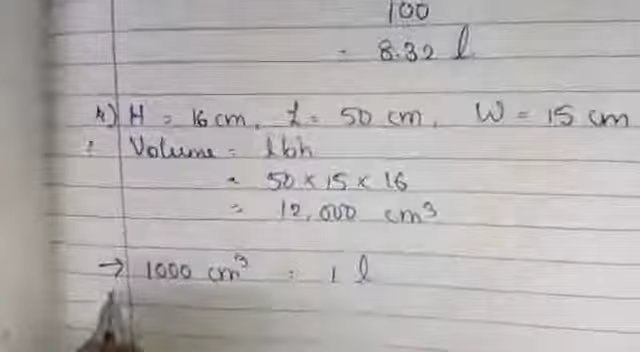 100
= 8.32 l
4) H = 16 cm, L = 50 cm, W = 15 cm
: Volume = lbh
= 50 × 15 × 16
= 12,000 cm³
→ 1000 cm³ = 1 l